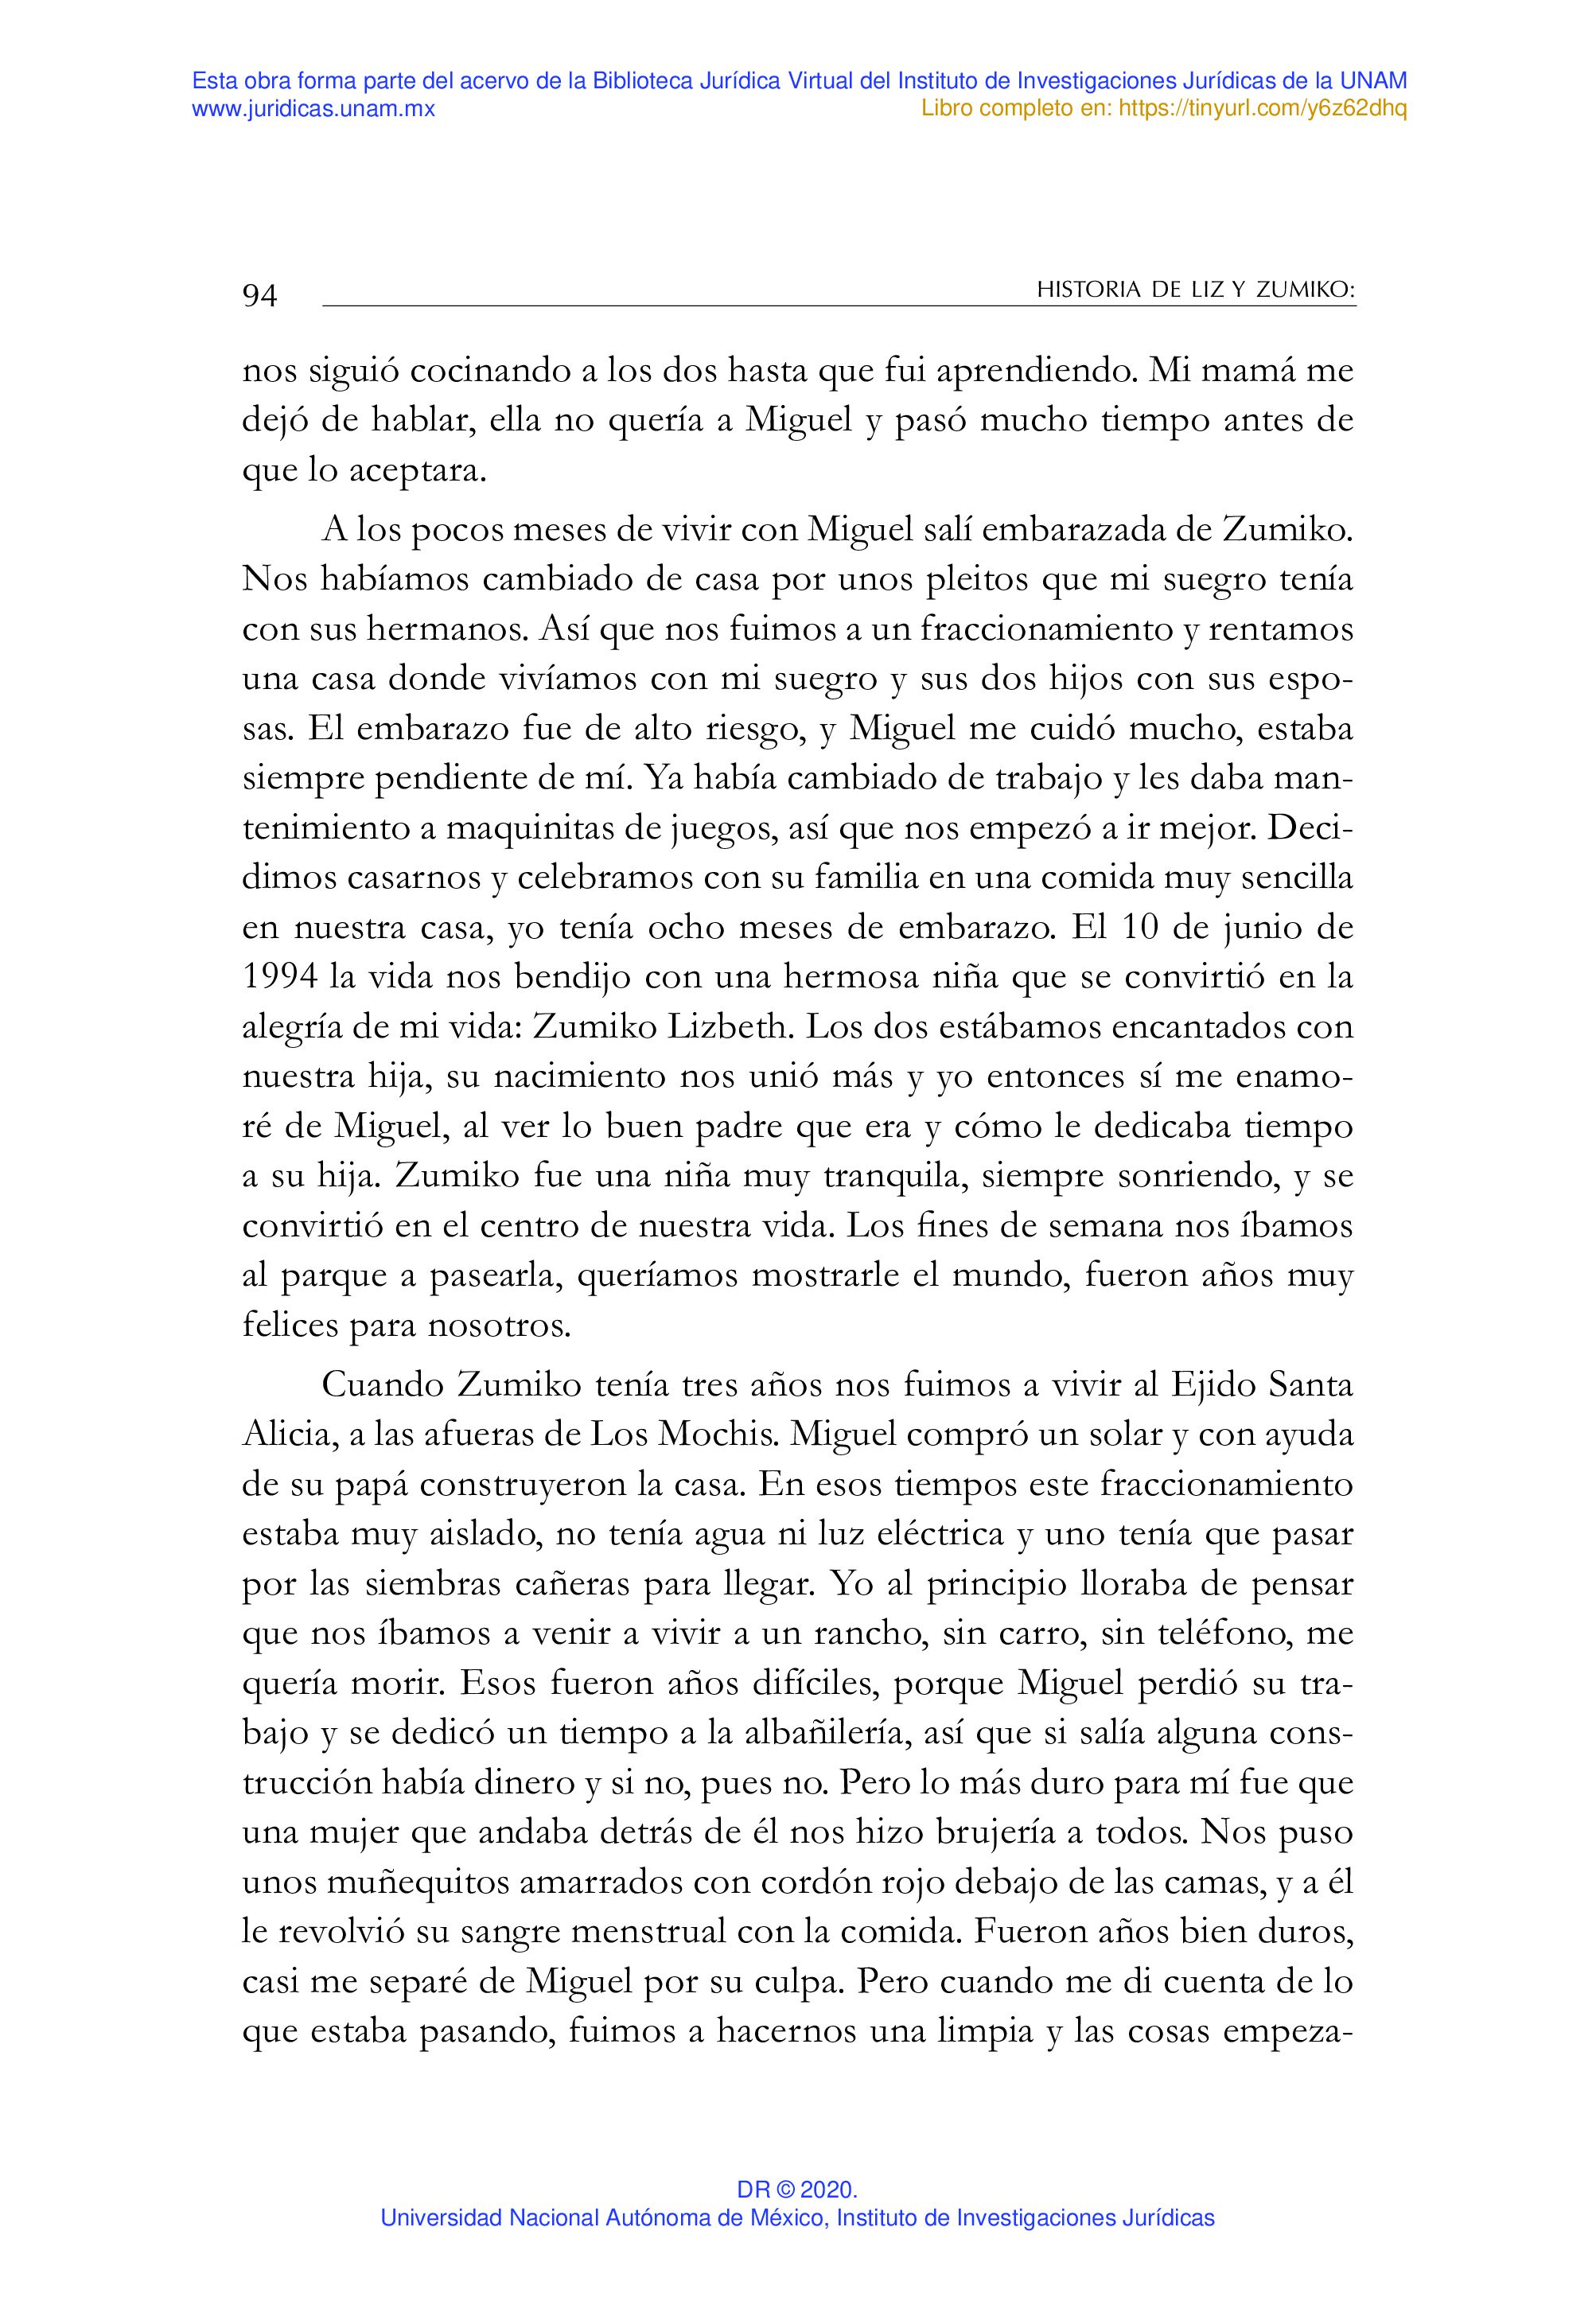 Esta obra forma parte del acervo de la Biblioteca Jurídica Virtual del Instituto de Investigaciones Jurídicas de la UNAM
www.juridicas.unam.mx
Libro completo en: https://tinyurl.com/y6z62dhq
94
HISTORIA DE LIZ Y ZUMIKO:
nos siguió cocinando a los dos hasta que fui aprendiendo. Mi mamá me
dejó de hablar, ella no quería a Miguel y pasó mucho tiempo antes de
que lo aceptara.
A los pocos meses de vivir con Miguel salí embarazada de Zumiko.
Nos habíamos cambiado de casa por unos pleitos que mi suegro tenía
con sus hermanos. Así que nos fuimos a un fraccionamiento y rentamos
una casa donde vivíamos con mi suegro y sus dos hijos con sus espo-
sas. El embarazo fue de alto riesgo, y Miguel me cuidó mucho, estaba
siempre pendiente de mí. Ya había cambiado de trabajo y les daba man-
tenimiento a maquinitas de juegos, así que nos empezó a ir mejor. Deci-
dimos casarnos y celebramos con su familia en una comida muy sencilla
en nuestra casa, yo tenía ocho meses de embarazo. El 10 de junio de
1994 la vida nos bendijo con una hermosa niña que se convirtió en la
alegría de mi vida: Zumiko Lizbeth. Los dos estábamos encantados con
nuestra hija, su nacimiento nos unió más y yo entonces sí me enamo-
ré de Miguel, al ver lo buen padre que era y cómo le dedicaba tiempo
a su hija. Zumiko fue una niña muy tranquila, siempre sonriendo, y se
convirtió en el centro de nuestra vida. Los fines de semana nos íbamos
al parque a pasearla, queríamos mostrarle el mundo, fueron años muy
felices para nosotros.
Cuando Zumiko tenía tres años nos fuimos a vivir al Ejido Santa
Alicia, a las afueras de Los Mochis. Miguel compró un solar y con ayuda
de su papá construyeron la casa. En esos tiempos este fraccionamiento
estaba muy aislado, no tenía agua ni luz eléctrica y uno tenía que pasar
por las siembras cañeras para llegar. Yo al principio lloraba de pensar
que nos íbamos a venir a vivir a un rancho, sin carro, sin teléfono, me
quería morir. Esos fueron años difíciles, porque Miguel perdió su tra-
bajo y se dedicó un tiempo a la albañilería, así que si salía alguna cons-
trucción había dinero y si no, pues no. Pero lo más duro para mí fue que
una mujer que andaba detrás de él nos hizo brujería a todos. Nos puso
unos muñequitos amarrados con cordón rojo debajo de las camas, y a él
le revolvió su sangre menstrual con la comida. Fueron años bien duros,
casi me separé de Miguel por su culpa. Pero cuando me di cuenta de lo
que estaba pasando, fuimos a hacernos una limpia y las cosas empeza-
DR © 2020.
Universidad Nacional Autónoma de México, Instituto de Investigaciones Jurídicas